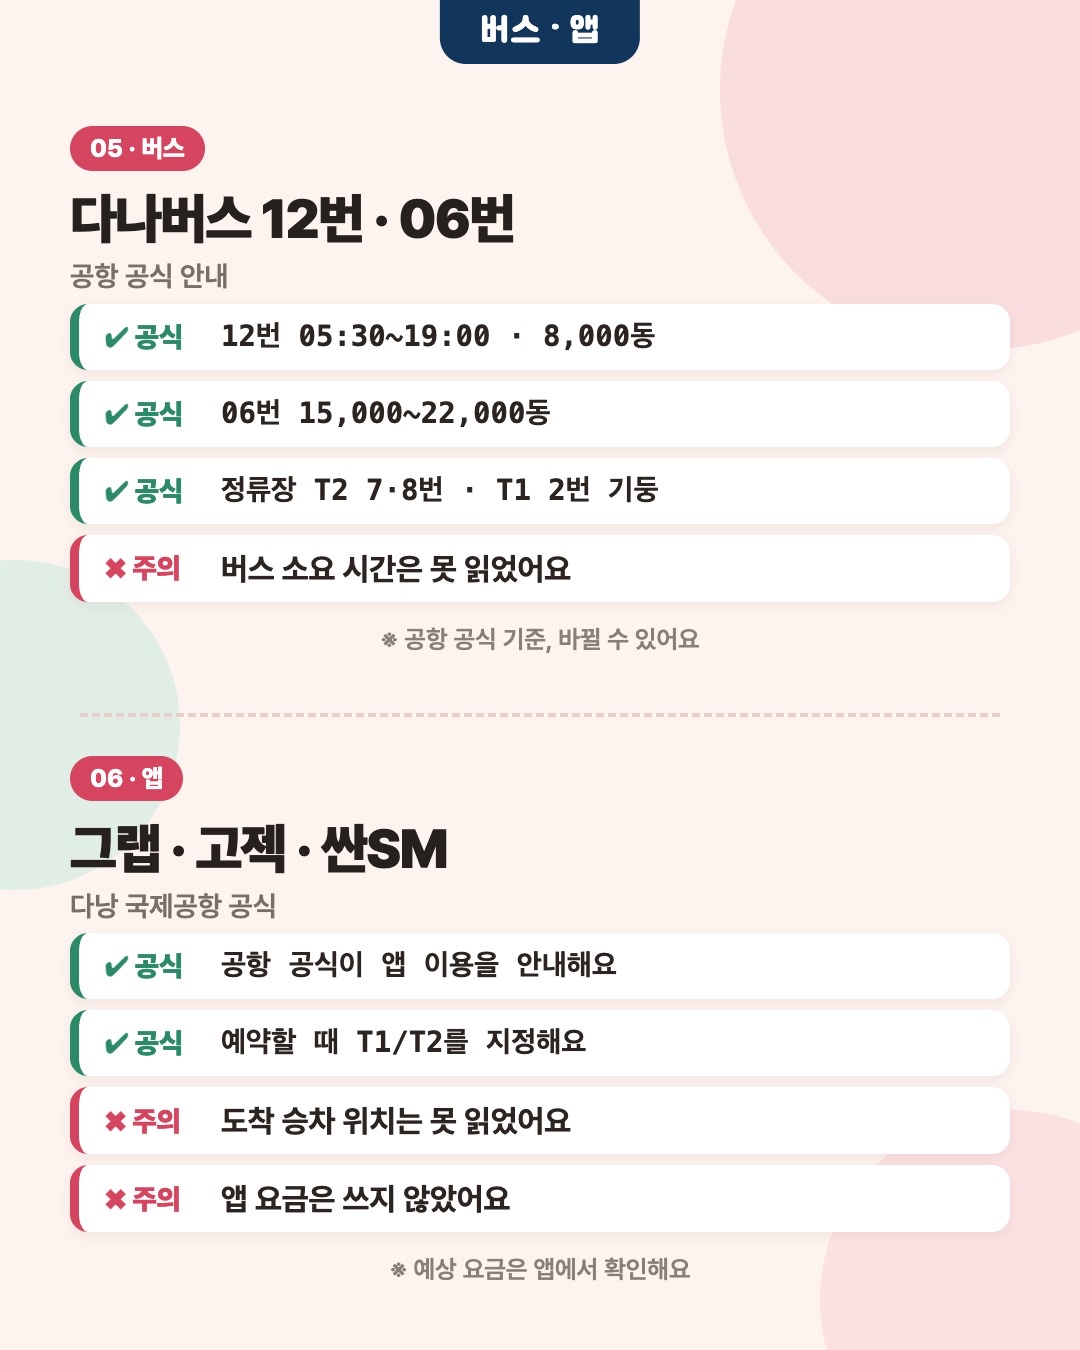 버스 · 앱
05 · 버스
다나버스 12번 · 06번
공항 공식 안내
✔ 공식 12번 05:30~19:00 · 8,000동
✔ 공식 06번 15,000~22,000동
✔ 공식 정류장 T2 7·8번 · T1 2번 기둥
✖ 주의 버스 소요 시간은 못 읽었어요
※ 공항 공식 기준, 바뀔 수 있어요
06 · 앱
그랩 · 고젝 · 싼SM
다낭 국제공항 공식
✔ 공식 공항 공식이 앱 이용을 안내해요
✔ 공식 예약할 때 T1/T2를 지정해요
✖ 주의 도착 승차 위치는 못 읽었어요
✖ 주의 앱 요금은 쓰지 않았어요
※ 예상 요금은 앱에서 확인해요